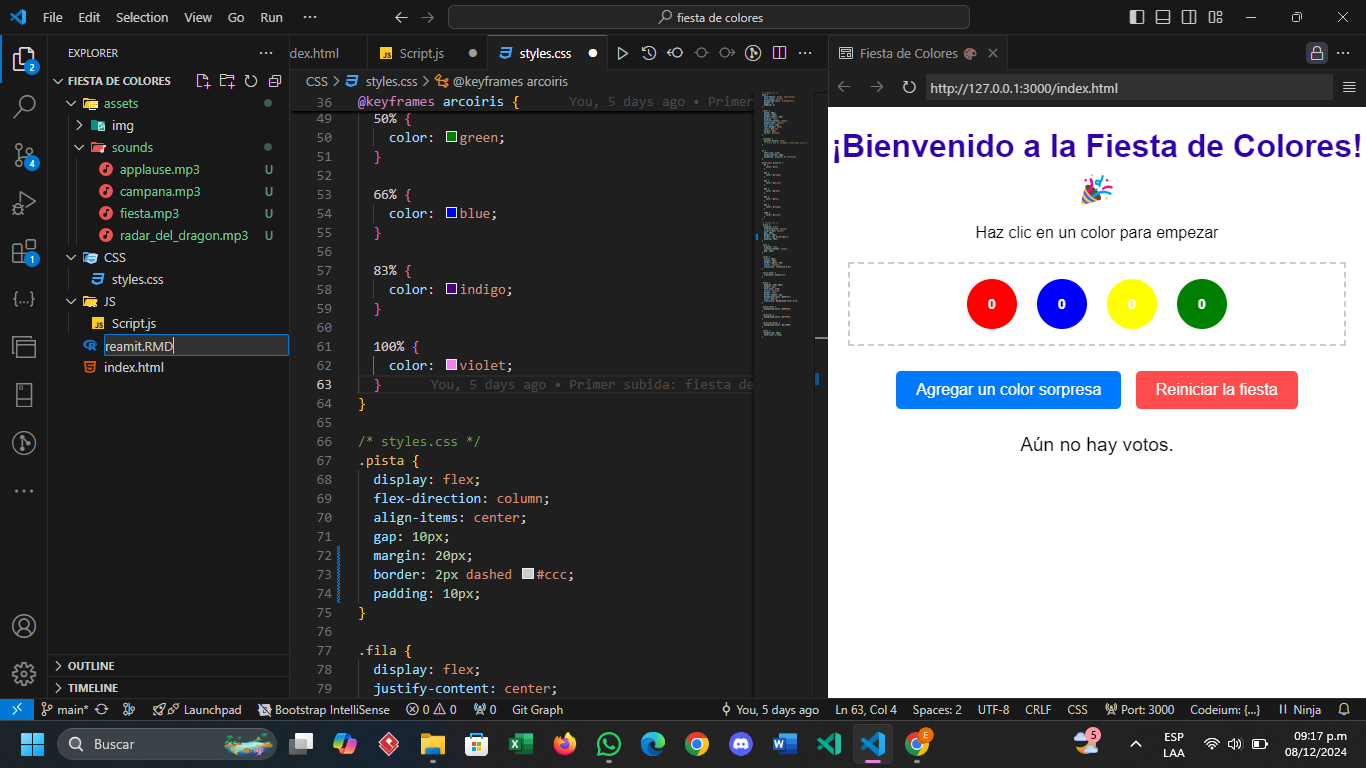 File Edit Selection View Go Run ··· fiesta de colores
EXPLORER ···
FIESTA DE COLORES
assets
img
sounds
applause.mp3 U
campana.mp3 U
fiesta.mp3 U
radar_del_dragon.mp3 U
CSS
styles.css
JS
Script.js
reamit.RMD
index.html
OUTLINE
TIMELINE
2
4
1
dex.html Script.js styles.css ···
CSS > styles.css > @keyframes arcoiris
36 @keyframes arcoiris { You, 5 days ago • Primer
49 50% {
50 color: green;
51 }
52
53 66% {
54 color: blue;
55 }
56
57 83% {
58 color: indigo;
59 }
60
61 100% {
62 color: violet;
63 } You, 5 days ago • Primer subida: fiesta de
64 }
65
66 /* styles.css */
67 .pista {
68 display: flex;
69 flex-direction: column;
70 align-items: center;
71 gap: 10px;
72 margin: 20px;
73 border: 2px dashed #ccc;
74 padding: 10px;
75 }
76
77 .fila {
78 display: flex;
79 justify-content: center;
Fiesta de Colores
http://127.0.0.1:3000/index.html
¡Bienvenido a la Fiesta de Colores!
🎉
Haz clic en un color para empezar
0 0 0 0
Agregar un color sorpresa Reiniciar la fiesta
Aún no hay votos.
main* Launchpad Bootstrap IntelliSense 0 0 0 Git Graph You, 5 days ago Ln 63, Col 4 Spaces: 2 UTF-8 CRLF CSS Port: 3000 Codeium: {...} Ninja
Buscar
E
5
ESP
LAA
09:17 p.m
08/12/2024